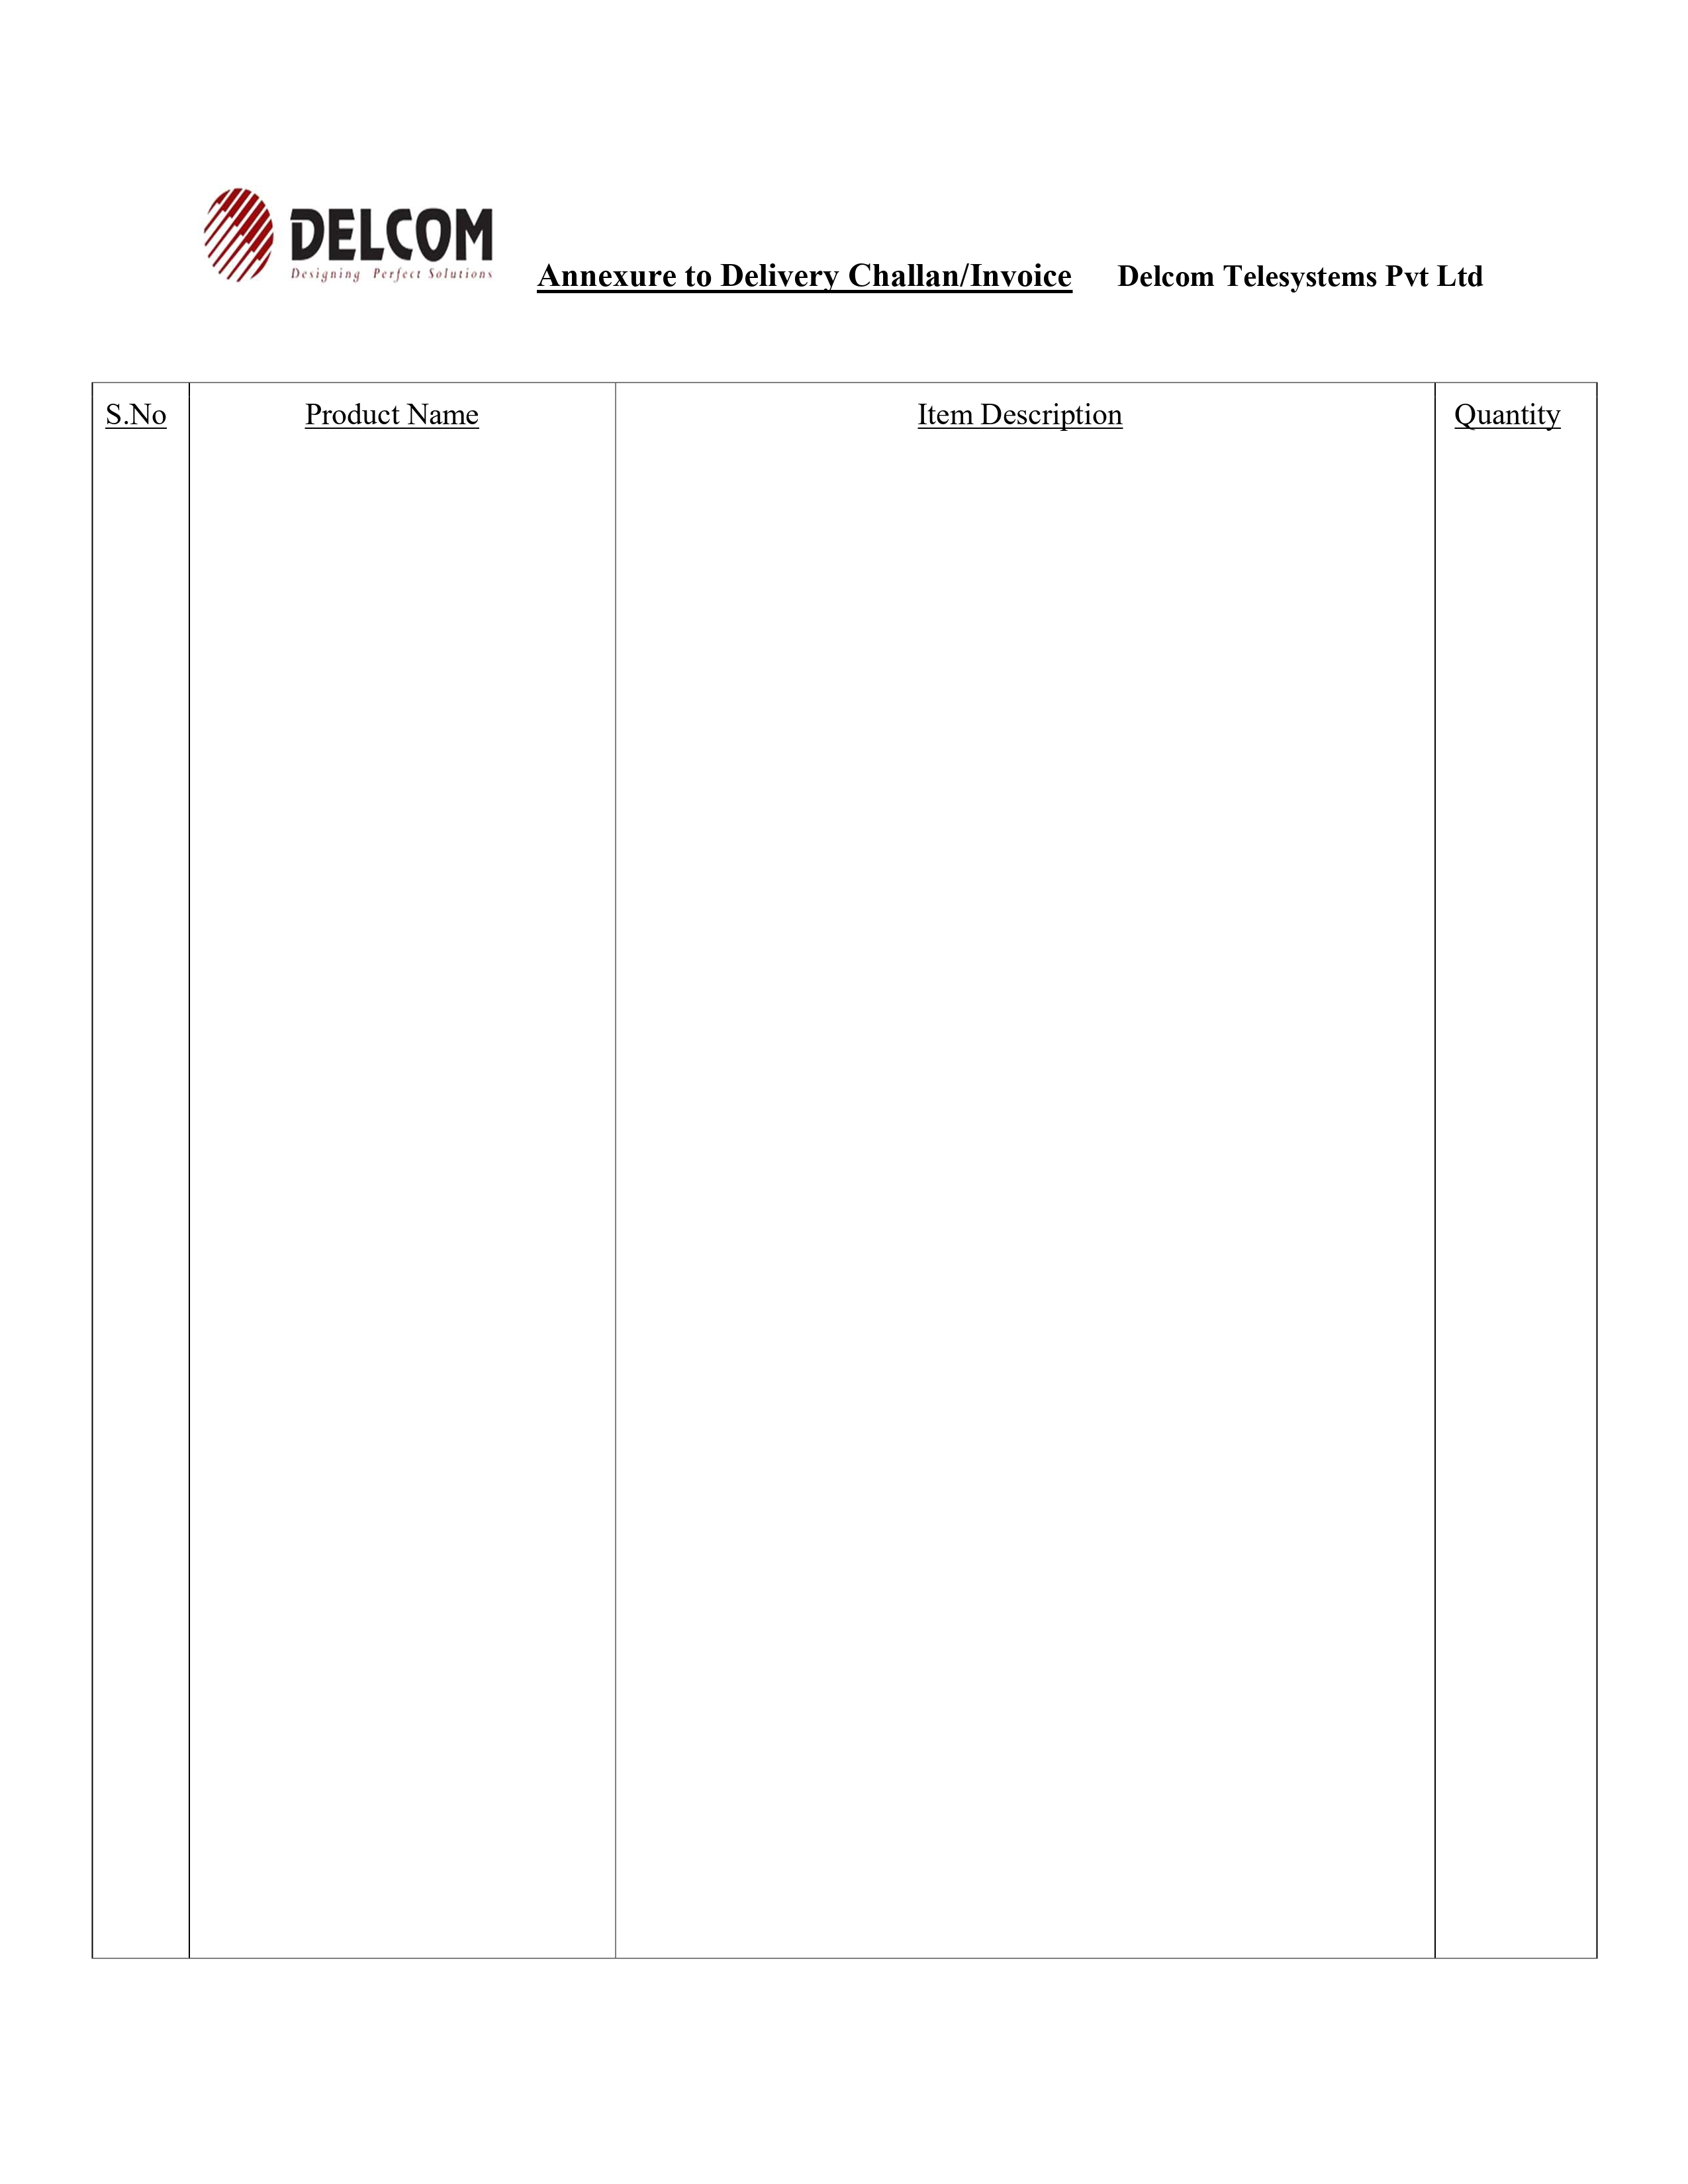 DELCOM
Designing Perfect Solutions
Annexure to Delivery Challan/Invoice Delcom Telesystems Pvt Ltd
S.No Product Name Item Description Quantity